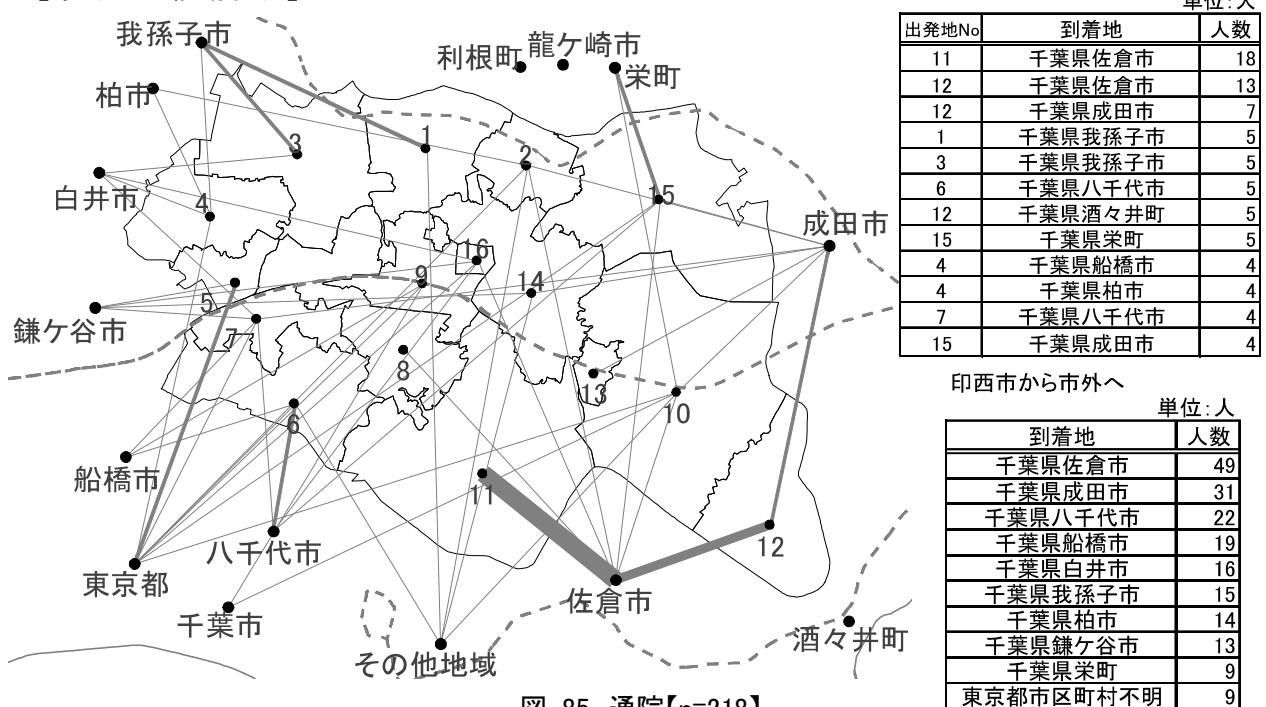 単位：人
出発地No 到着地 人数
11 千葉県佐倉市 18
12 千葉県佐倉市 13
12 千葉県成田市 7
1 千葉県我孫子市 5
3 千葉県我孫子市 5
6 千葉県八千代市 5
12 千葉県酒々井町 5
15 千葉県栄町 5
4 千葉県船橋市 4
4 千葉県柏市 4
7 千葉県八千代市 4
15 千葉県成田市 4
印西市から市外へ
単位：人
到着地 人数
千葉県佐倉市 49
千葉県成田市 31
千葉県八千代市 22
千葉県船橋市 19
千葉県白井市 16
千葉県我孫子市 15
千葉県柏市 14
千葉県鎌ケ谷市 13
千葉県栄町 9
東京都市区町村不明 9
我孫子市
利根町
龍ケ崎市
栄町
柏市
白井市
成田市
鎌ケ谷市
船橋市
東京都
八千代市
千葉市
その他地域
佐倉市
酒々井町
1
2
3
4
5
6
7
8
9
10
11
12
13
14
15
16
図 85 通院【n=218】